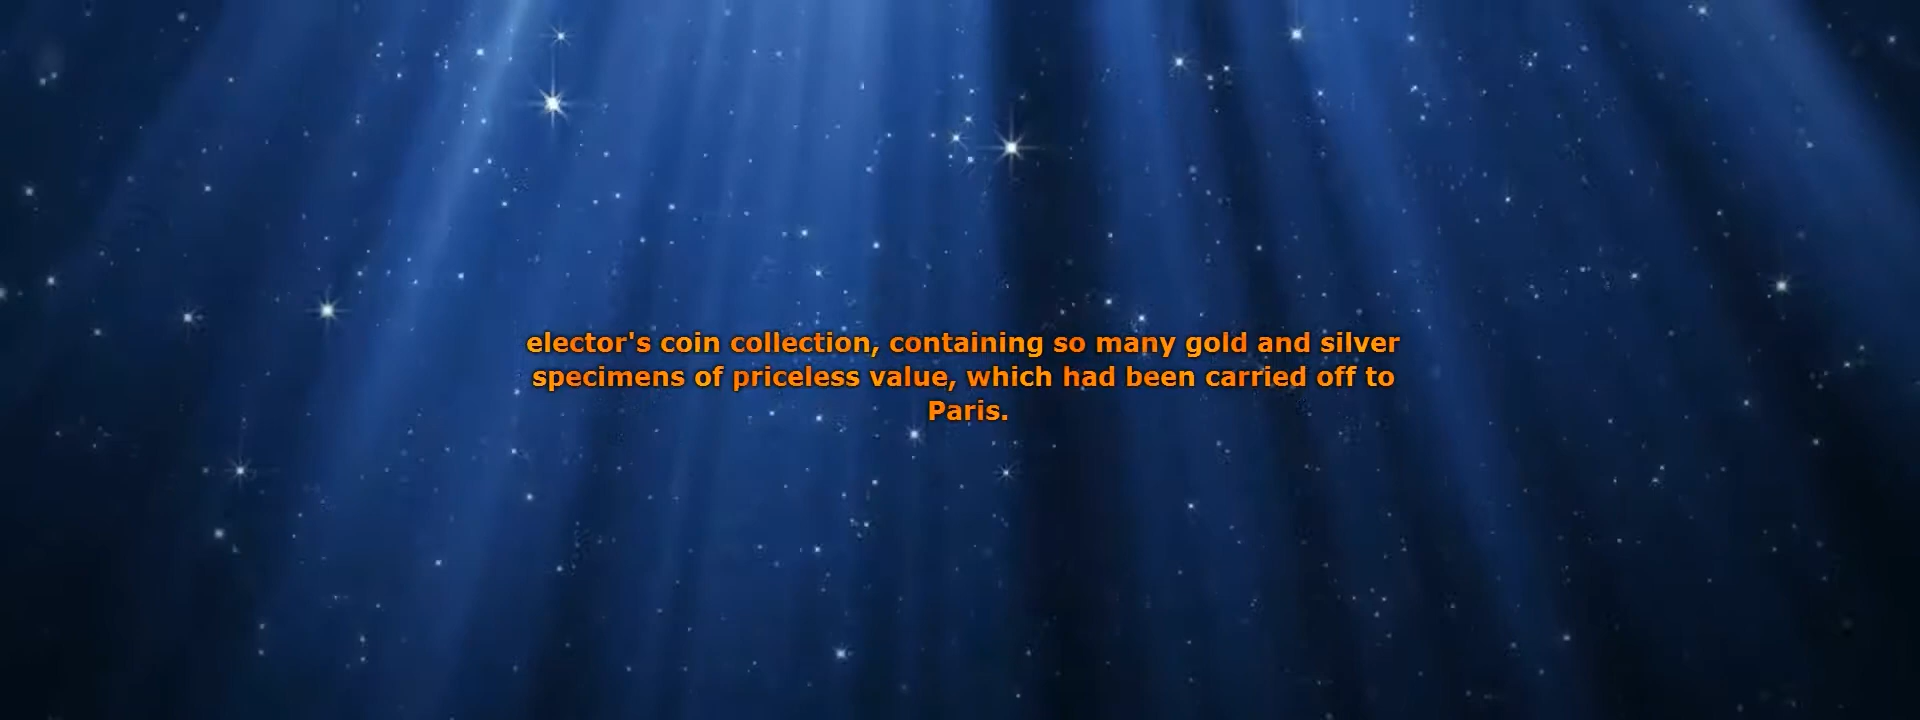 elector's coin collection, containing so many gold and silver
specimens of priceless value, which had been carried off to
Paris.